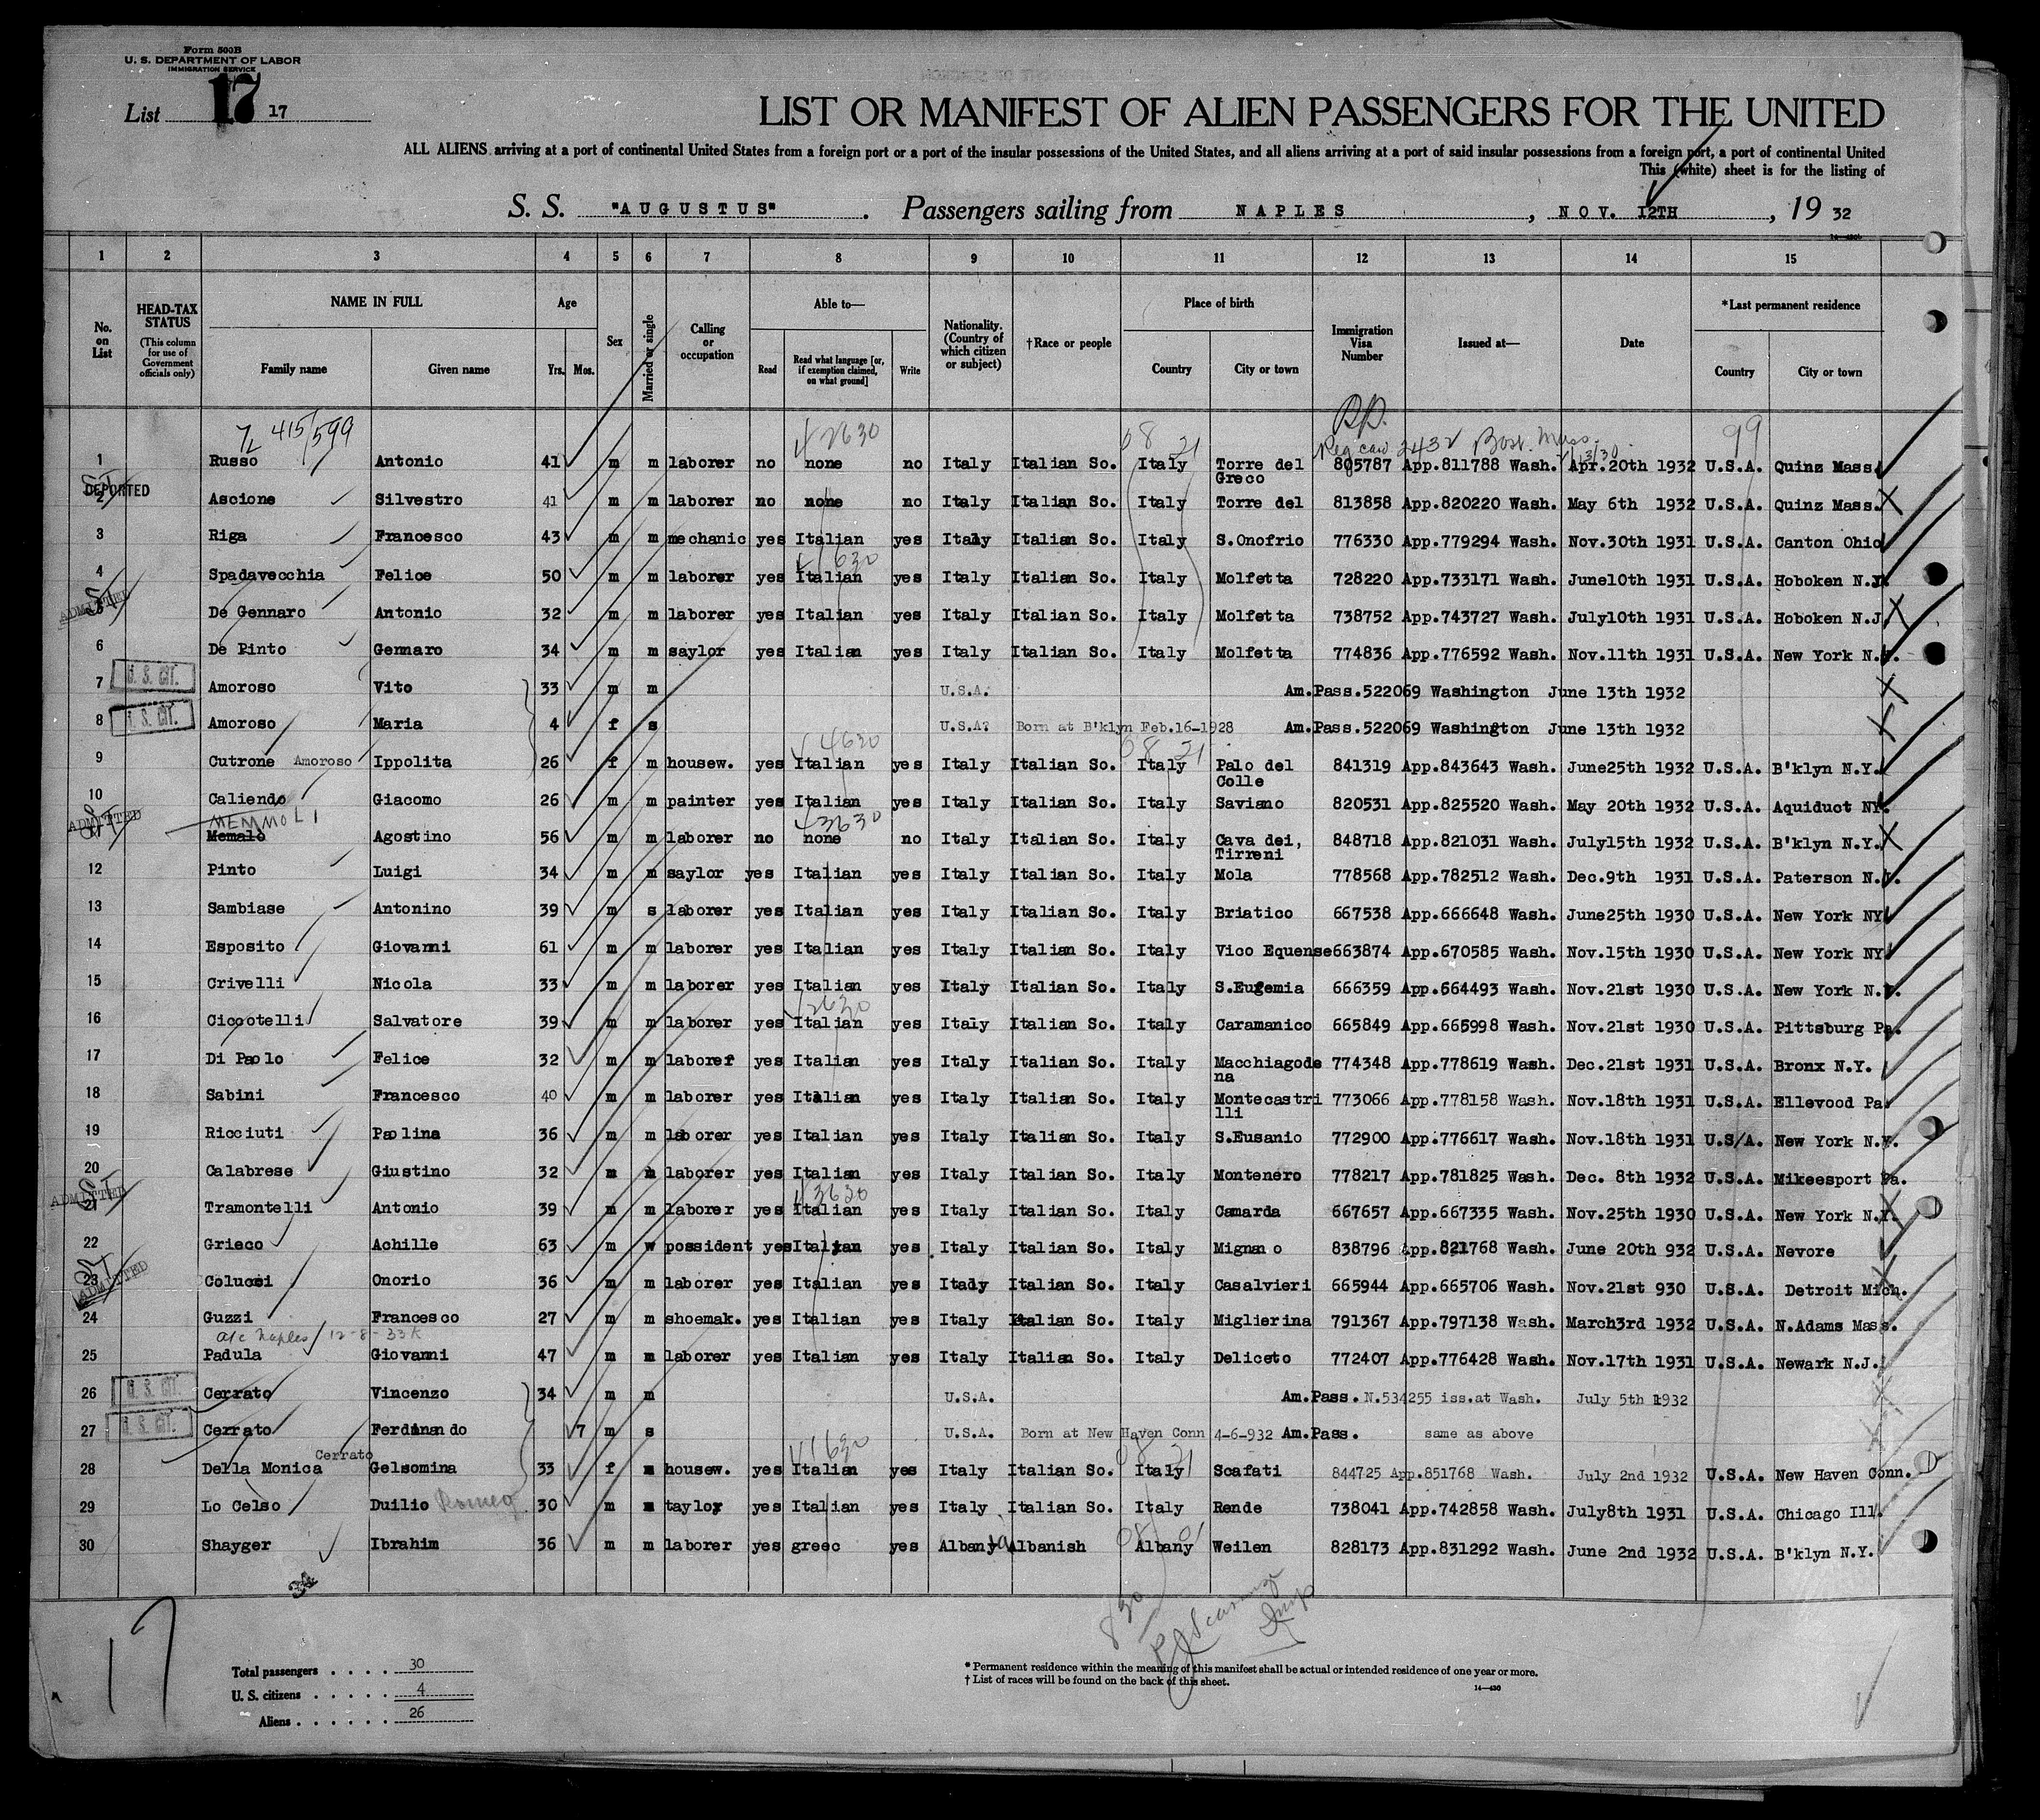 Form 500B
U. S. DEPARTMENT OF LABOR
IMMIGRATION SERVICE
List 17 17
LIST OR MANIFEST OF ALIEN PASSENGERS FOR THE UNITED
ALL ALIENS arriving at a port of continental United States from a foreign port or a port of the insular possessions of the United States, and all aliens arriving at a port of said insular possessions from a foreign port, a port of continental United
This (white) sheet is for the listing of
S. S. "AUGUSTUS" . Passengers sailing from NAPLES , NOV. 12TH , 19 32
1 2 3 4 5 6 7 8 9 10 11 12 13 14 15
No. on List HEAD-TAX STATUS (This column for use of Government officials only) NAME IN FULL Age Sex Married or single Calling or occupation Able to— Nationality. (Country of which citizen or subject) †Race or people Place of birth Immigration Visa Number Issued at— Date *Last permanent residence
Family name Given name Yrs. Mos. Read Read what language [or, if exemption claimed, on what ground] Write Country City or town Country City or town
72 415/599 42630 08 21 P.P. Reg card 2432 Bost. Mass. 99
1 Russo Antonio 41 m m laborer no none no Italy Italian So. Italy Torre del Greco 805787 App.811788 Wash. Apr.20th 1932 U.S.A. Quinz Mass.
DEPORTED SI
2 Ascione Silvestro 41 m m laborer no none no Italy Italian So. Italy Torre del 813858 App.820220 Wash. May 6th 1932 U.S.A. Quinz Mass. X
3 Riga Francesco 43 m m mechanic yes Italian yes Italy Italian So. Italy S.Onofrio 776330 App.779294 Wash. Nov.30th 1931 U.S.A. Canton Ohio
4 Spadavecchia Felice 50 m m laborer yes Italian yes Italy Italian So. Italy Molfetta 728220 App.733171 Wash. June10th 1931 U.S.A. Hoboken N.J.
ADMITTED SI
5 De Gennaro Antonio 32 m m laborer yes Italian yes Italy Italian So. Italy Molfetta 738752 App.743727 Wash. July10th 1931 U.S.A. Hoboken N.J. X
6 De Pinto Gennaro 34 m m saylor yes Italian yes Italy Italian So. Italy Molfetta 774836 App.776592 Wash. Nov.11th 1931 U.S.A. New York N.Y.
7 U. S. CIT. Amoroso Vito 33 m m U.S.A. Am.Pass.522069 Washington June 13th 1932 X
8 U. S. CIT. Amoroso Maria 4 f s U.S.A. Born at B'klyn Feb.16-1928 Am.Pass.522069 Washington June 13th 1932 X
9 Cutrone Amoroso Ippolita 26 f m housew. yes Italian yes Italy Italian So. Italy Palo del Colle 841319 App.843643 Wash. June25th 1932 U.S.A. B'klyn N.Y.
10 Caliendo Giacomo 26 m m painter yes Italian yes Italy Italian So. Italy Saviano 820531 App.825520 Wash. May 20th 1932 U.S.A. Aquiduct NY.
ADMITTED SI MEMMOLI 43630
Memalo Agostino 56 m m laborer no none no Italy Italian So. Italy Cava dei, Tirreni 848718 App.821031 Wash. July15th 1932 U.S.A. B'klyn N.Y. X
12 Pinto Luigi 34 m m saylor yes Italian yes Italy Italian So. Italy Mola 778568 App.782512 Wash. Dec.9th 1931 U.S.A. Paterson N.J.
13 Sambiase Antonino 39 m s laborer yes Italian yes Italy Italian So. Italy Briatico 667538 App.666648 Wash. June25th 1930 U.S.A. New York NY
14 Esposito Giovanni 61 m m laborer yes Italian yes Italy Italian So. Italy Vico Equense 663874 App.670585 Wash. Nov.15th 1930 U.S.A. New York NY
15 Crivelli Nicola 33 m m laborer yes Italian yes Italy Italian So. Italy S.Eufemia 666359 App.664493 Wash. Nov.21st 1930 U.S.A. New York N.Y.
16 Ciccotelli Salvatore 39 m m laborer yes Italian yes Italy Italian So. Italy Caramanico 665849 App.665998 Wash. Nov.21st 1930 U.S.A. Pittsburg Pa.
17 Di Paolo Felice 32 m m laborer yes Italian yes Italy Italian So. Italy Macchiagode na 774348 App.778619 Wash. Dec.21st 1931 U.S.A. Bronx N.Y.
18 Sabini Francesco 40 m m laborer yes Italian yes Italy Italian So. Italy Montecastri lli 773066 App.778158 Wash. Nov.18th 1931 U.S.A. Ellevood Pa.
19 Ricciuti Paolina 36 m m laborer yes Italian yes Italy Italian So. Italy S.Eusanio 772900 App.776617 Wash. Nov.18th 1931 U.S/A. New York N.Y.
20 Calabrese Giustino 32 m m laborer yes Italian yes Italy Italian So. Italy Montenero 778217 App.781825 Wash. Dec. 8th 1932 U.S.A. Mikeesport Pa.
ADMITTED SI 43630
21 Tramontelli Antonio 39 m m laborer yes Italian yes Italy Italian So. Italy Camarda 667657 App.667335 Wash. Nov.25th 1930 U.S.A. New York N.Y. X
22 Grieco Achille 63 m w possident yes Italian yes Italy Italian So. Italy Mignano 838796 App.821768 Wash. June 20th 932 U.S.A. Nevore
ADMITTED SI
23 Colucci Onorio 36 m m laborer yes Italian yes Italy Italian So. Italy Casalvieri 665944 App.665706 Wash. Nov.21st 930 U.S.A. Detroit Mich. X
24 Guzzi Francesco 27 m m shoemak. yes Italian yes Italy Italian So. Italy Miglierina 791367 App.797138 Wash. March3rd 1932 U.S.A. N.Adams Mass.
a/c Naples 12-8-33K
25 Padula Giovanni 47 m m laborer yes Italian yes Italy Italian So. Italy Deliceto 772407 App.776428 Wash. Nov.17th 1931 U.S.A. Newark N.J.
26 U. S. CIT. Cerrato Vincenzo 34 m m U.S.A. Am.Pass. N.534255 iss.at Wash. July 5th 1932 X
27 U. S. CIT. Cerrato Ferdinando 7 m s U.S.A. Born at New Haven Conn 4-6-932 Am.Pass. same as above X
28 Della Monica Cerrato Gelsomina 33 f m housew. yes Italian yes Italy Italian So. Italy Scafati 844725 App.851768 Wash. July 2nd 1932 U.S.A. New Haven Conn.
29 Lo Celso Duilio Romeo 30 m m taylor yes Italian yes Italy Italian So. Italy Rende 738041 App.742858 Wash. July8th 1931 U.S.A. Chicago Ill.
30 Shayger Ibrahim 36 m m laborer yes greec yes Albany Albanish Albany Weilen 828173 App.831292 Wash. June 2nd 1932 U.S.A. B'klyn N.Y.
17
Total passengers . . . . 30
U. S. citizens . . . . . 4
Aliens . . . . . . 26
* Permanent residence within the meaning of this manifest shall be actual or intended residence of one year or more.
† List of races will be found on the back of this sheet.
14—430